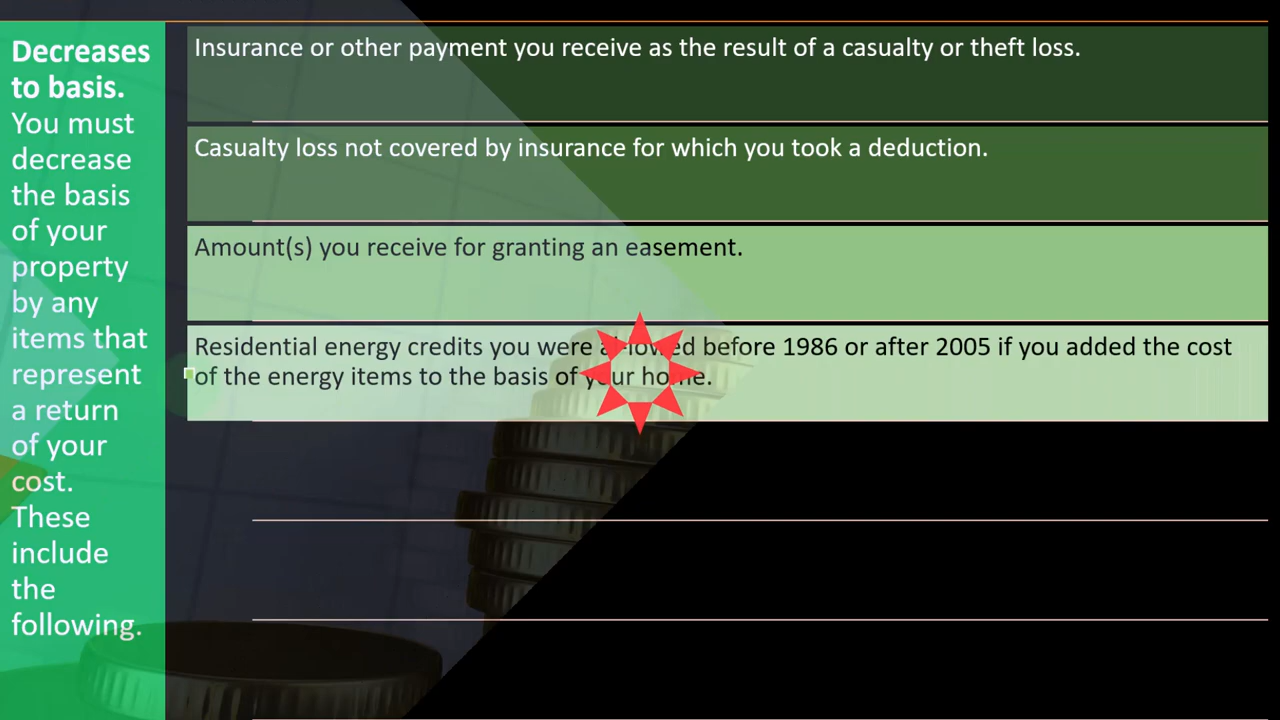 Decreases
to basis.
You must
decrease
the basis
of your
property
by any
items that
represent
a return
of your
cost.
These
include
the
following.
Insurance or other payment you receive as the result of a casualty or theft loss.
Casualty loss not covered by insurance for which you took a deduction.
Amount(s) you receive for granting an easement.
Residential energy credits you were allowed before 1986 or after 2005 if you added the cost
of the energy items to the basis of your home.